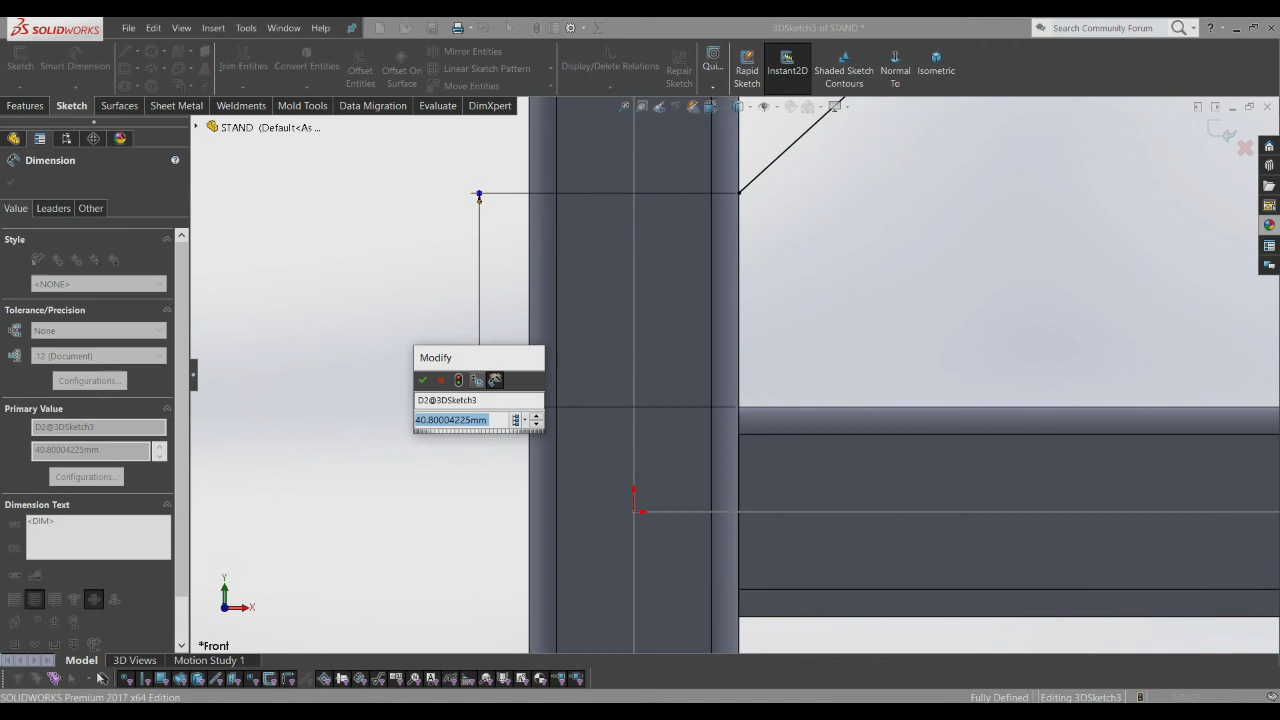 SOLIDWORKS
File
Edit
View
Insert
Tools
Window
Help
3DSketch3 of STAND *
Search Community Forum
Sketch
Smart Dimension
Trim Entities
Convert Entities
Offset Entities
Offset On Surface
Mirror Entities
Linear Sketch Pattern
Move Entities
Display/Delete Relations
Repair Sketch
Qui...
Rapid Sketch
Instant2D
Shaded Sketch Contours
Normal To
Isometric
Features
Sketch
Surfaces
Sheet Metal
Weldments
Mold Tools
Data Migration
Evaluate
DimXpert
STAND (Default<As ...
Dimension
Value
Leaders
Other
Style
<NONE>
Tolerance/Precision
None
.12 (Document)
Configurations...
Primary Value
D2@3DSketch3
40.80004225mm
Configurations...
Dimension Text
<DIM>
Modify
D2@3DSketch3
40.80004225mm
Y
X
*Front
Model
3D Views
Motion Study 1
SOLIDWORKS Premium 2017 x64 Edition
Fully Defined
Editing 3DSketch3